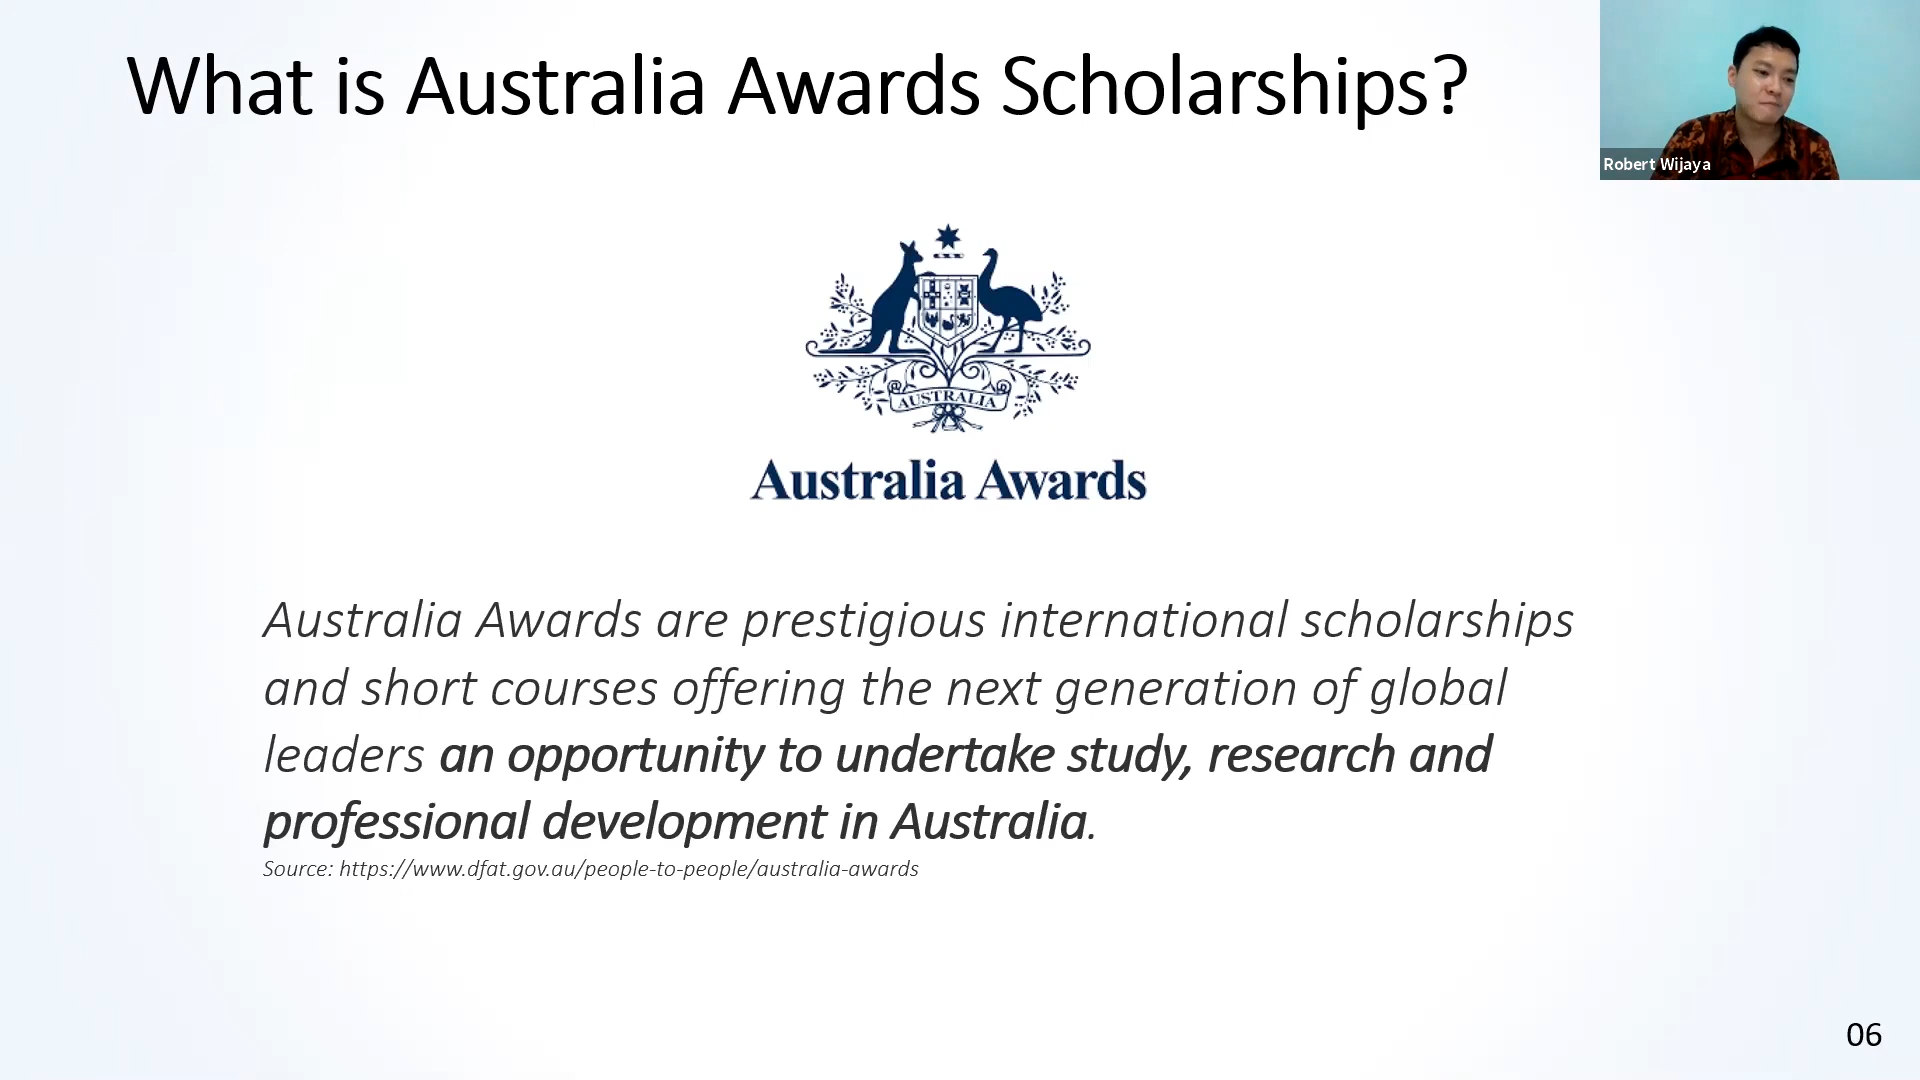 What is Australia Awards Scholarships?
Robert Wijaya
AUSTRALIA
Australia Awards
Australia Awards are prestigious international scholarships
and short courses offering the next generation of global
leaders an opportunity to undertake study, research and
professional development in Australia.
Source: https://www.dfat.gov.au/people-to-people/australia-awards
06